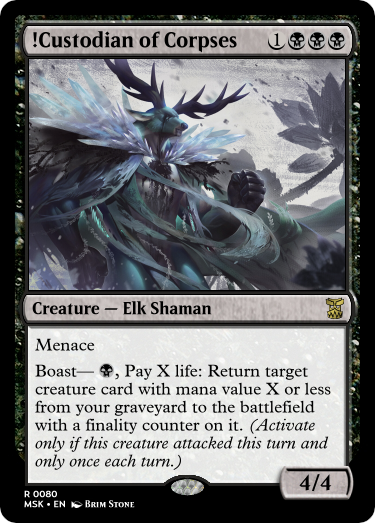 !Custodian of Corpses 1
Creature — Elk Shaman
Menace
Boast— , Pay X life: Return target
creature card with mana value X or less
from your graveyard to the battlefield
with a finality counter on it. (Activate
only if this creature attacked this turn and
only once each turn.)
4/4
R 0080
MSK • EN Brim Stone